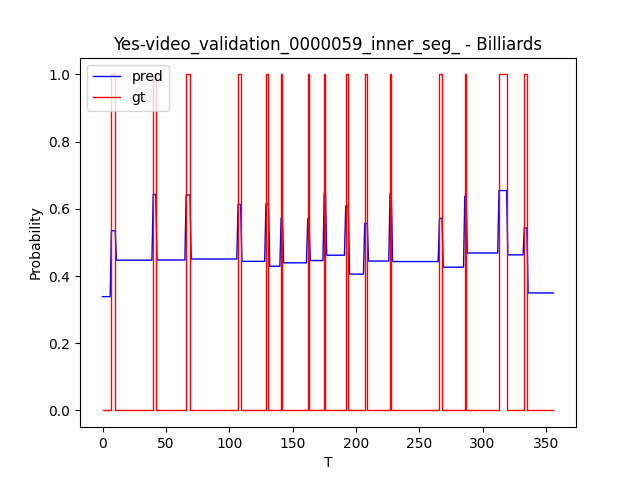 Yes-video_validation_0000059_inner_seg_ - Billiards
pred
gt
1.0
0.8
0.6
0.4
0.2
0.0
Probability
0 50 100 150 200 250 300 350
T